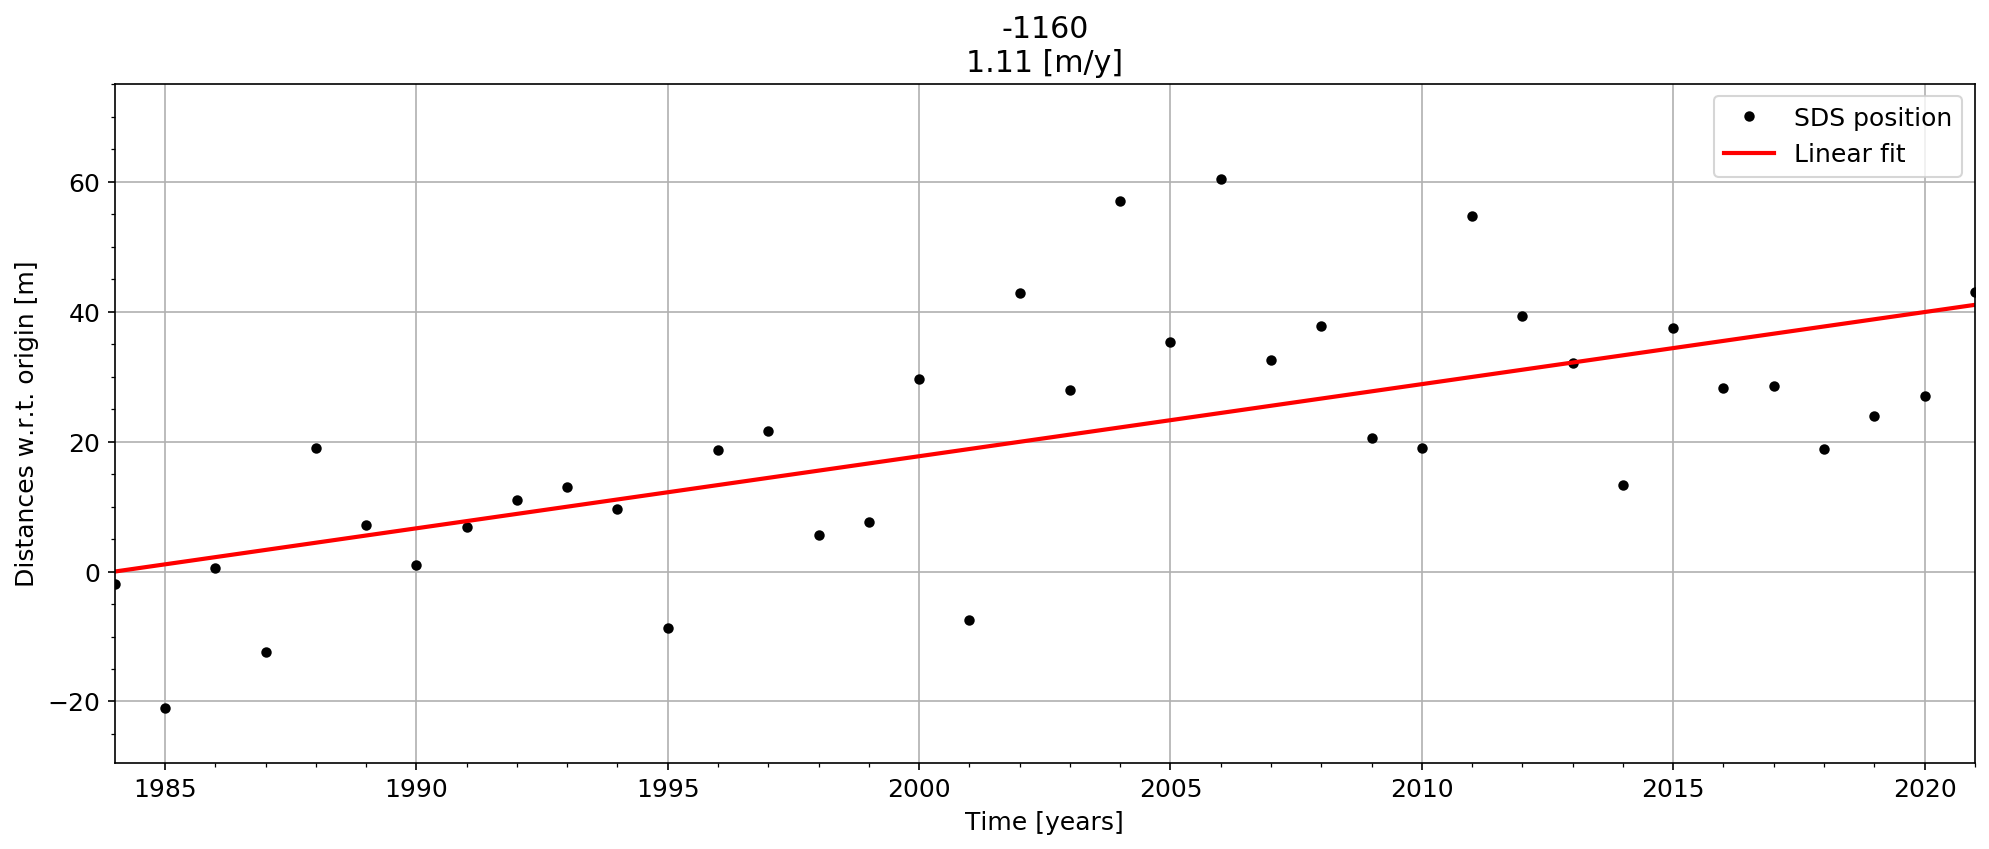 -1160
1.11 [m/y]
SDS position
Linear fit
Distances w.r.t. origin [m]
60
40
20
0
−20
1985 1990 1995 2000 2005 2010 2015 2020
Time [years]